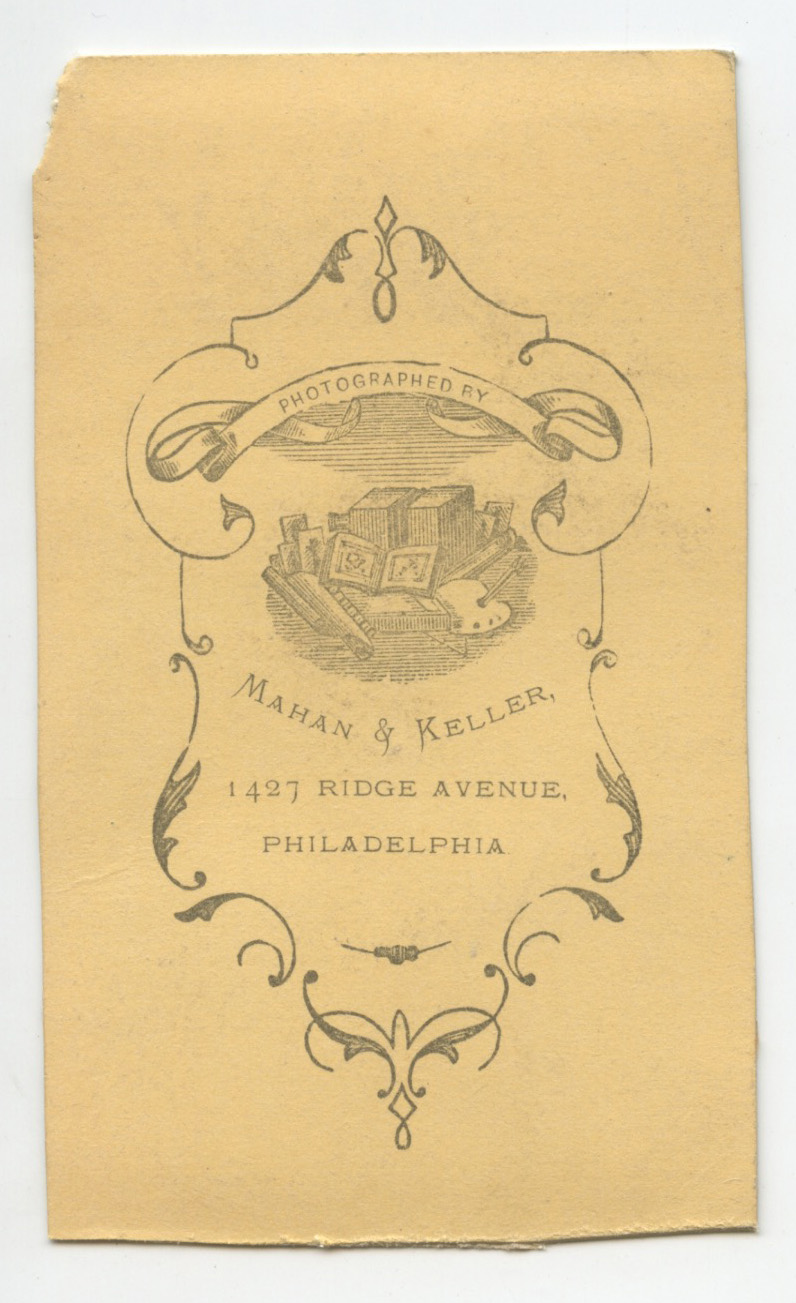 PHOTOGRAPHED BY
MAHAN & KELLER,
1427 RIDGE AVENUE,
PHILADELPHIA